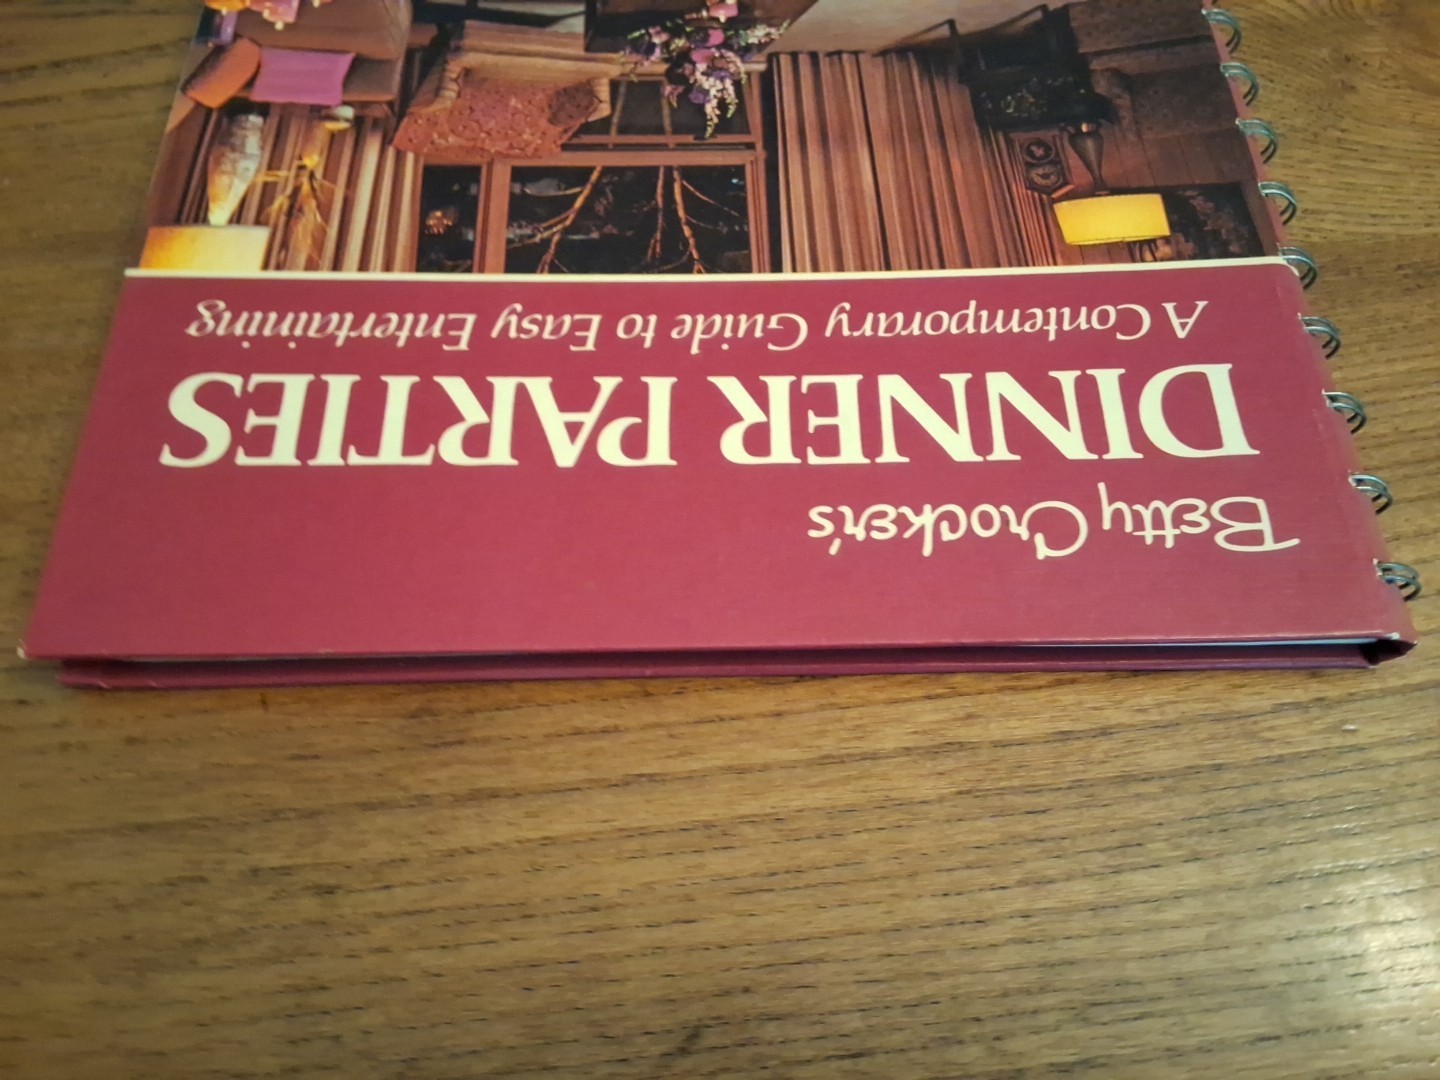 Betty Crocker's
DINNER PARTIES
A Contemporary Guide to Easy Entertaining